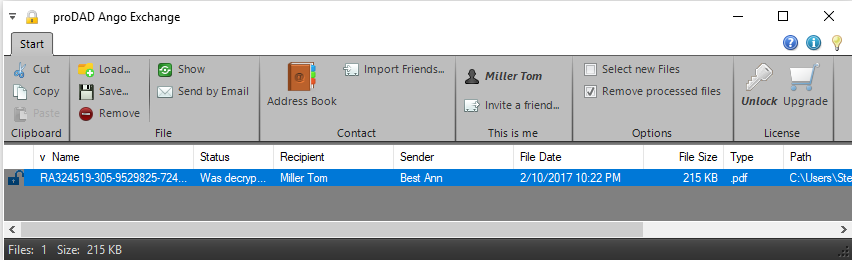 proDAD Ango Exchange
Start
Cut
Copy
Paste
Clipboard
Load...
Save...
Remove
Show
Send by Email
File
Address Book
Import Friends...
Contact
Miller Tom
Invite a friend...
This is me
Select new Files
Remove processed files
Options
Unlock Upgrade
License
v Name Status Recipient Sender File Date File Size Type Path
RA324519-305-9529825-724... Was decryp... Miller Tom Best Ann 2/10/2017 10:22 PM 215 KB .pdf C:\Users\Ste
Files: 1 Size: 215 KB